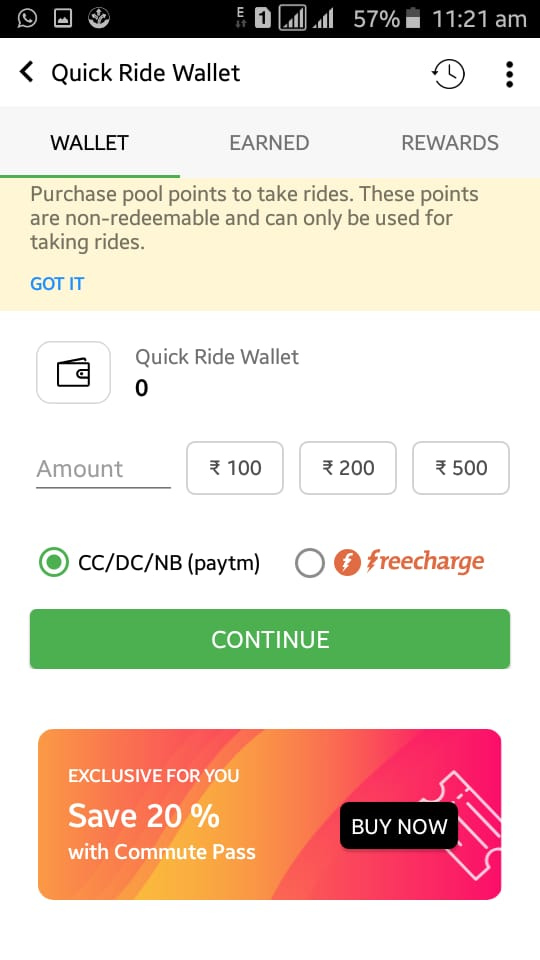 E 1 57% 11:21 am
Quick Ride Wallet
WALLET EARNED REWARDS
Purchase pool points to take rides. These points
are non-redeemable and can only be used for
taking rides.
GOT IT
Quick Ride Wallet
0
Amount ₹ 100 ₹ 200 ₹ 500
CC/DC/NB (paytm) freecharge
CONTINUE
EXCLUSIVE FOR YOU
Save 20 %
with Commute Pass
BUY NOW